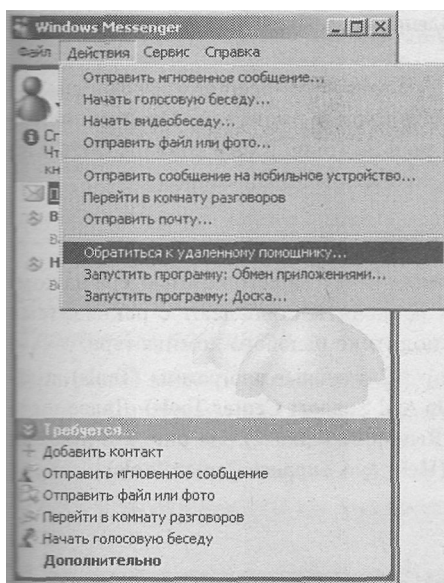 Windows Messenger
Файл Действия Сервис Справка
Отправить мгновенное сообщение...
Начать голосовую беседу...
Начать видеобеседу...
Отправить файл или фото...
Отправить сообщение на мобильное устройство...
Перейти в комнату разговоров
Отправить почту...
Обратиться к удаленному помощнику...
Запустить программу: Обмен приложениями...
Запустить программу: Доска...
Требуется...
Добавить контакт
Отправить мгновенное сообщение
Отправить файл или фото
Перейти в комнату разговоров
Начать голосовую беседу
Дополнительно